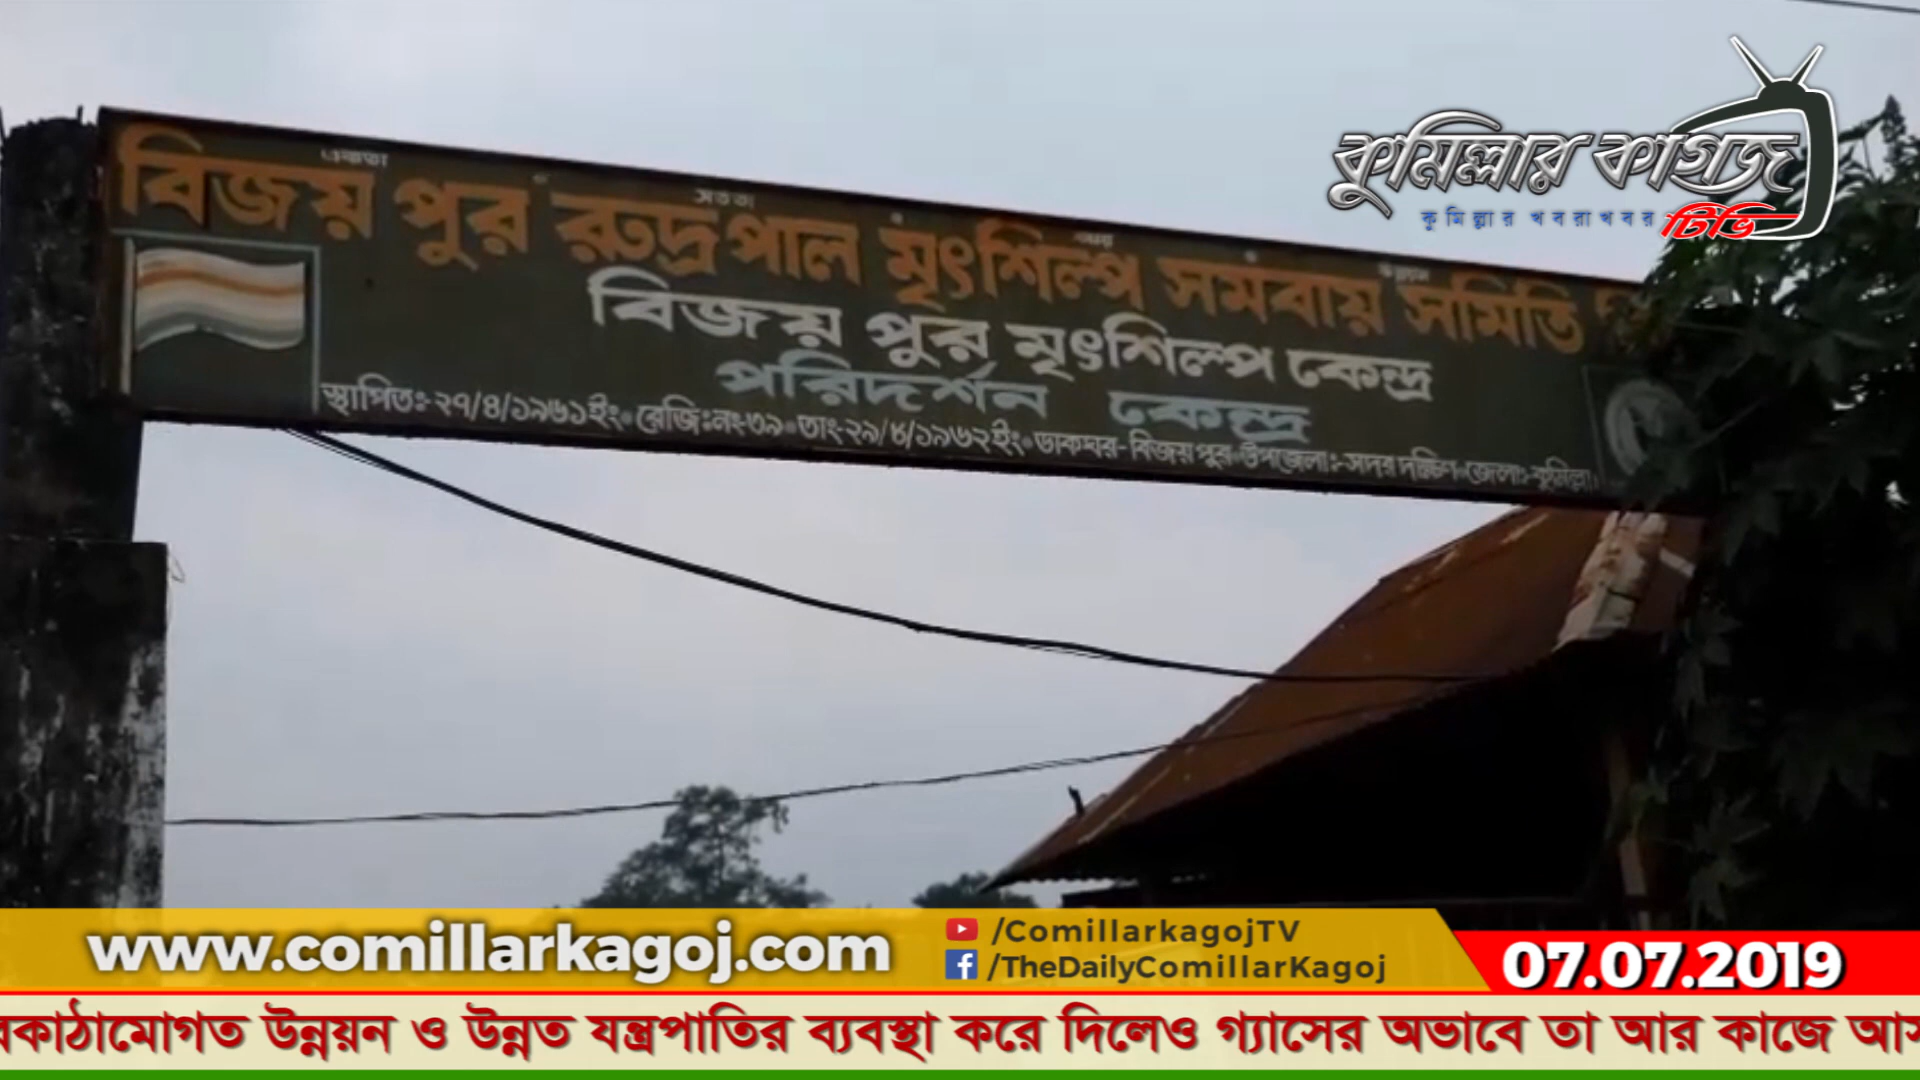 কুমিল্লার কাগজ
কুমিল্লার খবরাখবর টিভি
একতা
সততা
বিজয় পুর রুদ্রপাল মৃৎশিল্প সমবায় সমিতি
বিজয় পুর মৃৎশিল্প কেন্দ্র
পরিদর্শন কেন্দ্র
স্থাপিতঃ-২৭/৪/১৯৬১ইং॰ রেজিঃনং৩৯॰তাং-২৯/৪/১৯৬২ইং॰ ডাকঘর-বিজয় পুর॰উপজেলাঃ-সদর দক্ষিণ॰জেলাঃ-কুমিল্লা।
www.comillarkagoj.com
/ComillarkagojTV
/TheDailyComillarKagoj
07.07.2019
কাঠামোগত উন্নয়ন ও উন্নত যন্ত্রপাতির ব্যবস্থা করে দিলেও গ্যাসের অভাবে তা আর কাজে আস